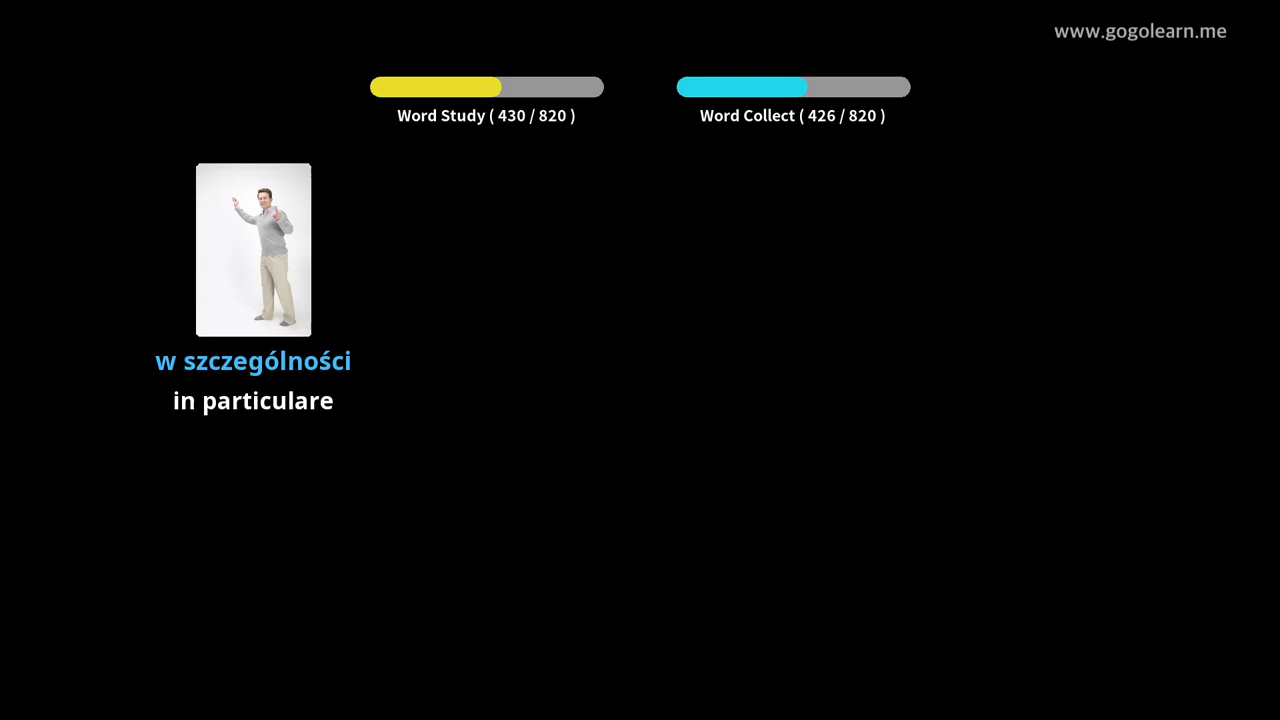 www.gogolearn.me
Word Study ( 430 / 820 )
Word Collect ( 426 / 820 )
w szczególności
in particulare